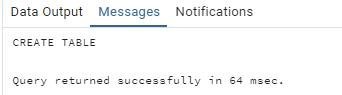 Data Output Messages Notifications
CREATE TABLE
Query returned successfully in 64 msec.